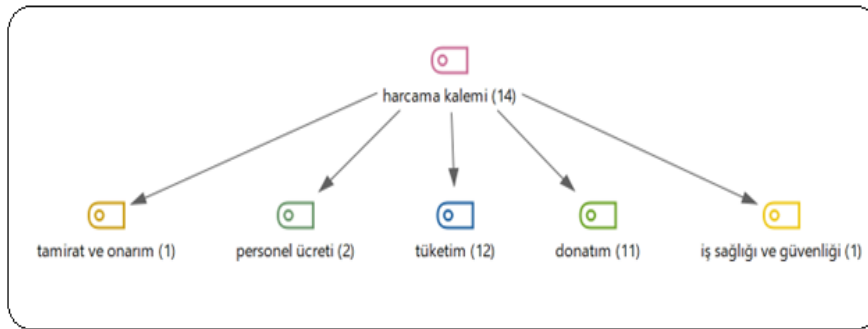 harcama kalemi (14)
tamirat ve onarım (1)
personel ücreti (2)
tüketim (12)
donatım (11)
iş sağlığı ve güvenliği (1)